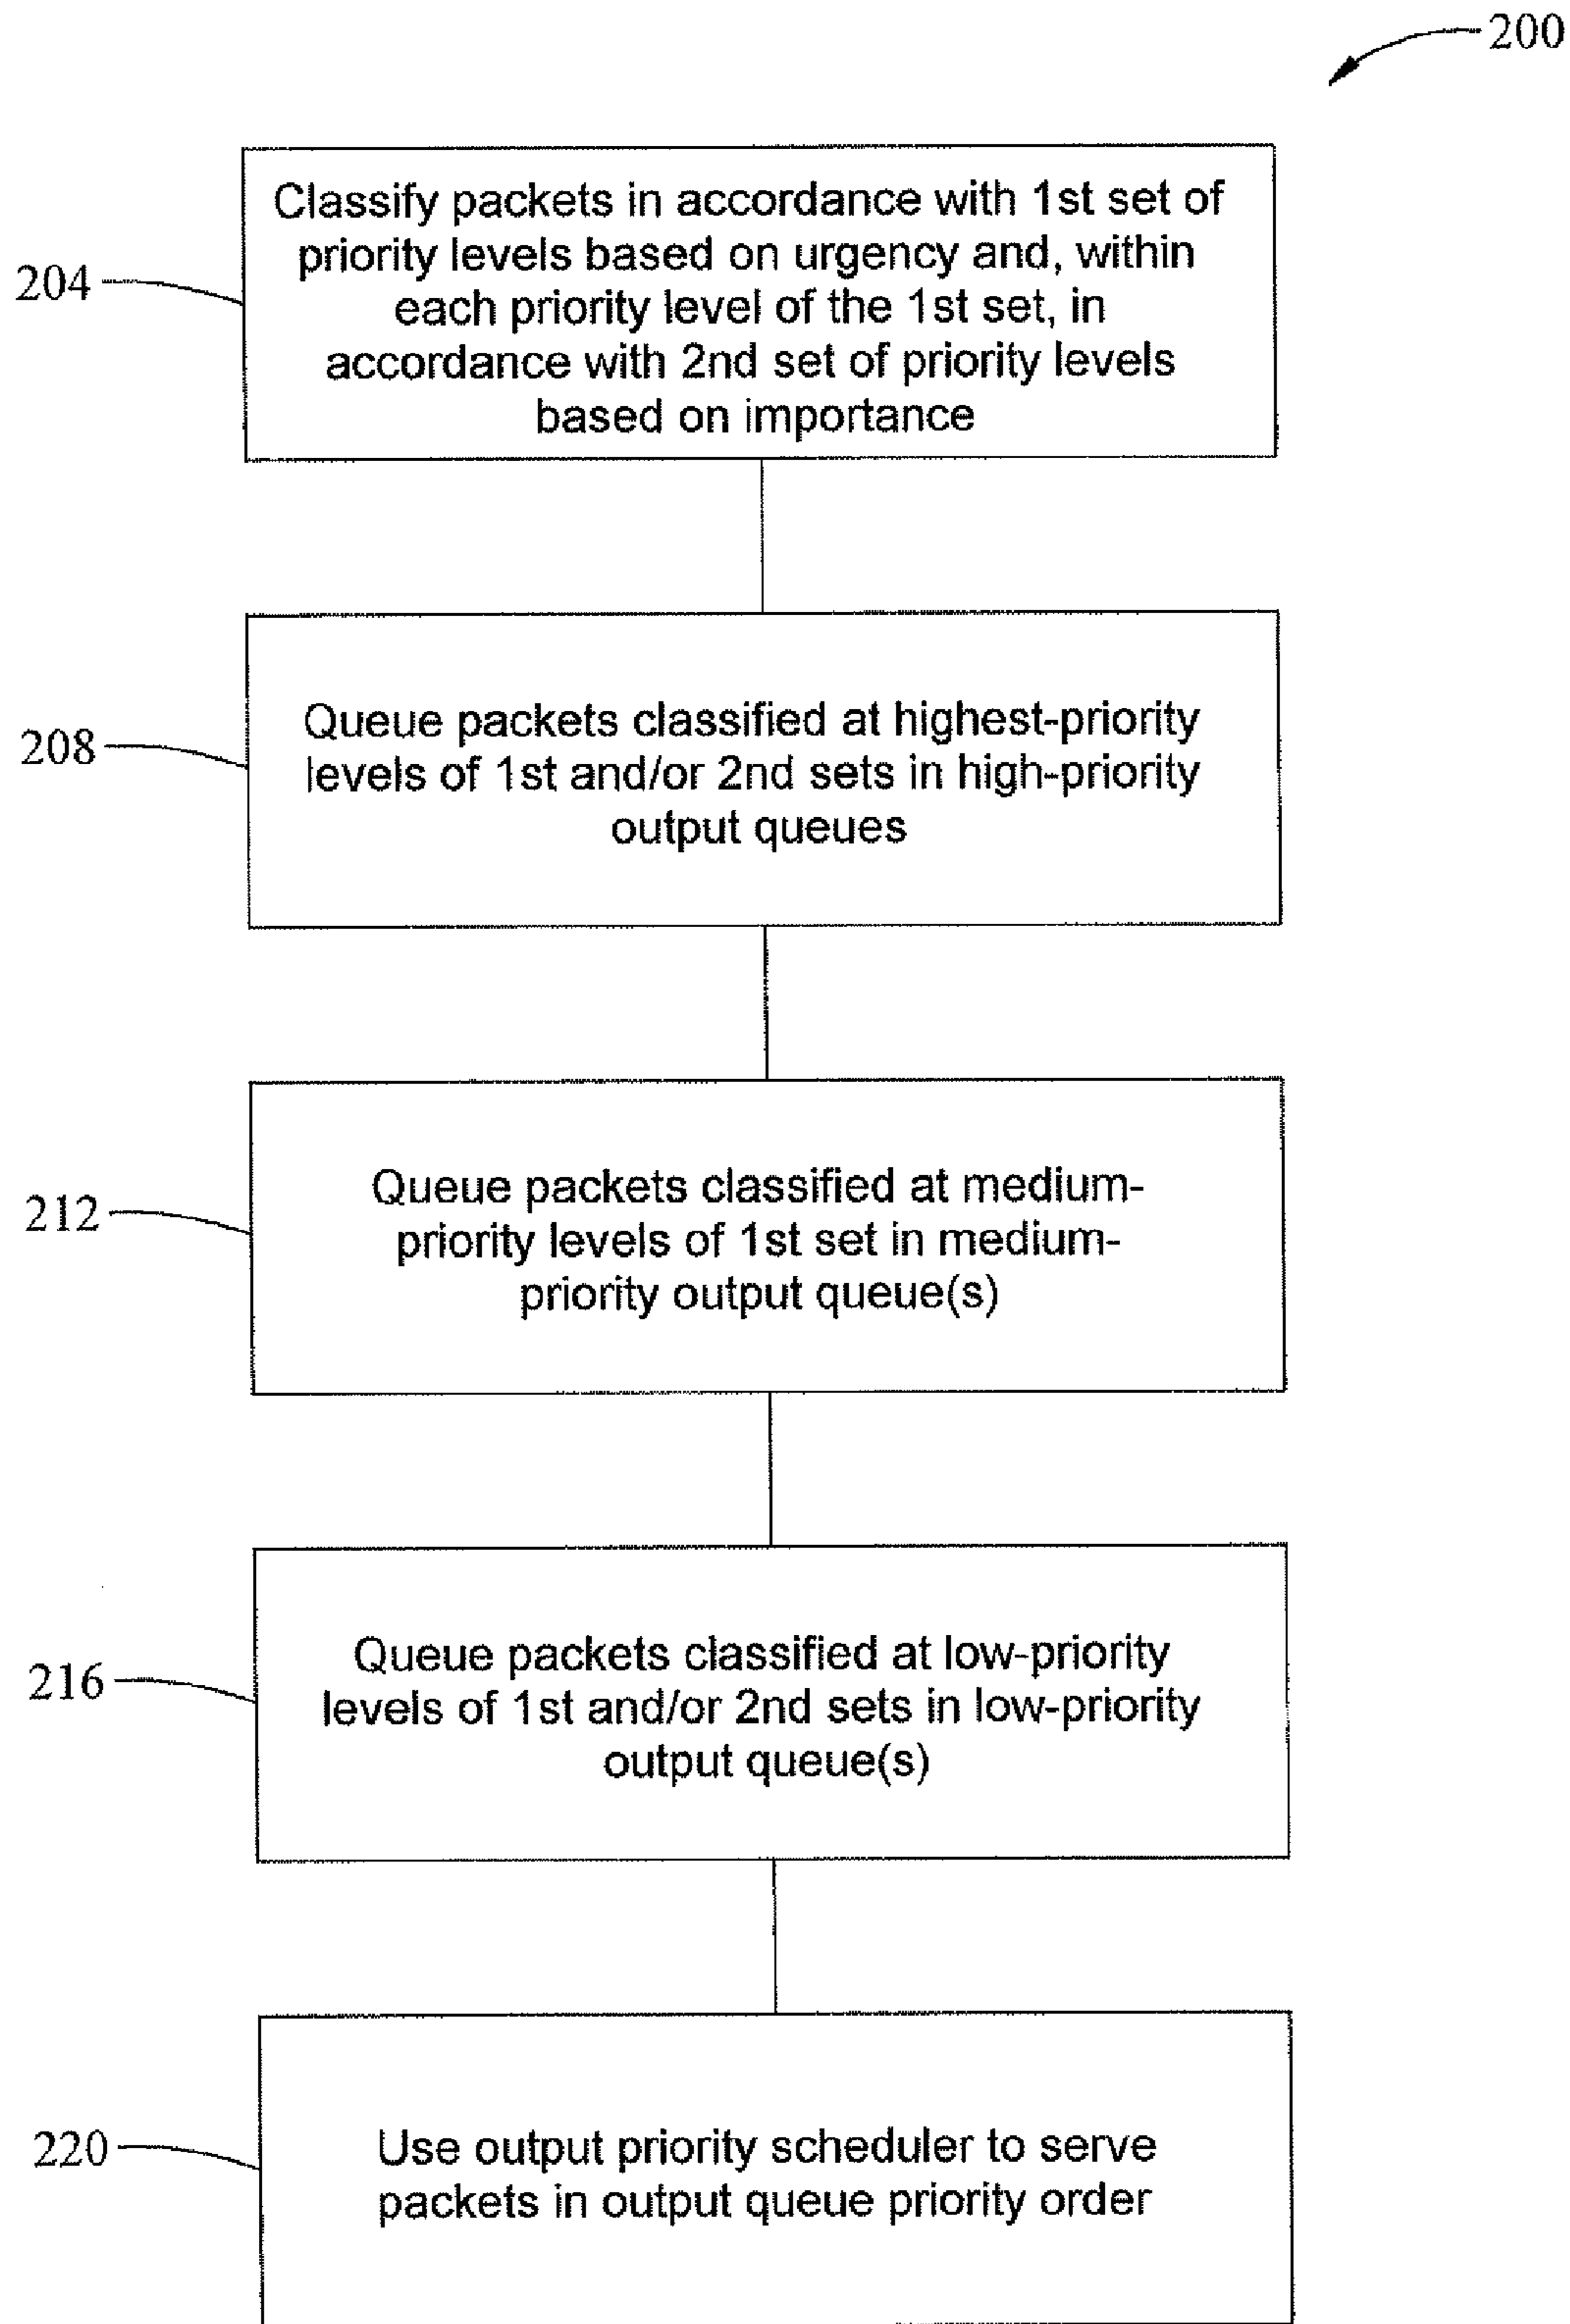 200
204
Classify packets in accordance with 1st set of
priority levels based on urgency and, within
each priority level of the 1st set, in
accordance with 2nd set of priority levels
based on importance
208
Queue packets classified at highest-priority
levels of 1st and/or 2nd sets in high-priority
output queues
212
Queue packets classified at medium-
priority levels of 1st set in medium-
priority output queue(s)
216
Queue packets classified at low-priority
levels of 1st and/or 2nd sets in low-priority
output queue(s)
220
Use output priority scheduler to serve
packets in output queue priority order